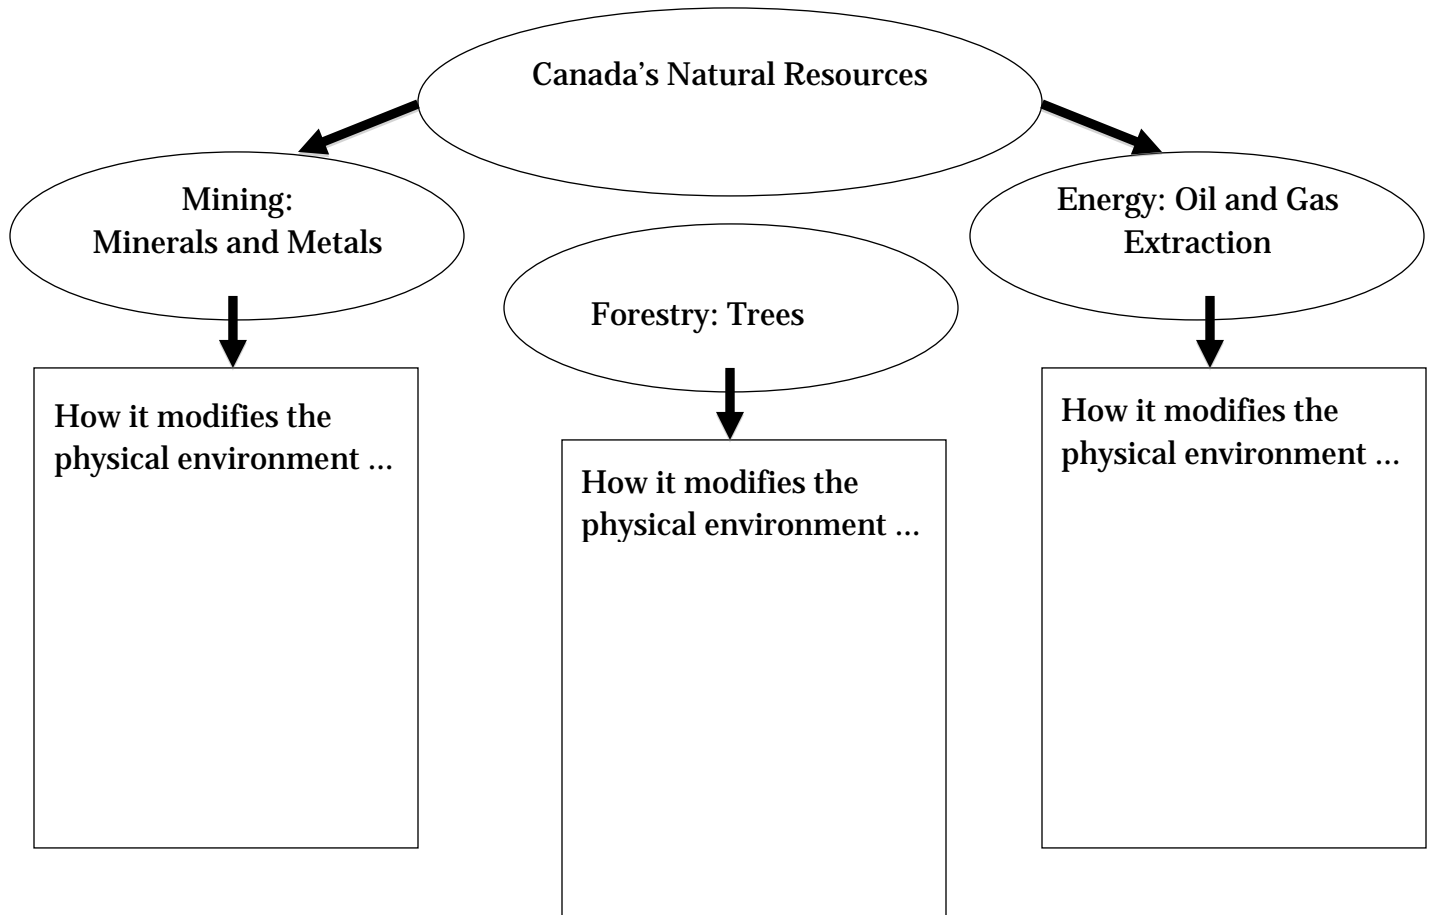 Canada’s Natural Resources
Mining:
Minerals and Metals
Forestry: Trees
Energy: Oil and Gas
Extraction
How it modifies the
physical environment …
How it modifies the
physical environment …
How it modifies the
physical environment …